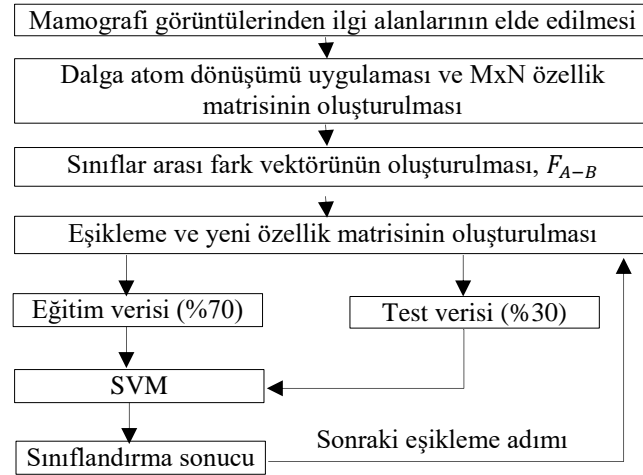 Mamografi görüntülerinden ilgi alanlarının elde edilmesi
Dalga atom dönüşümü uygulaması ve MxN özellik
matrisinin oluşturulması
Sınıflar arası fark vektörünün oluşturulması, F_{A−B}
Eşikleme ve yeni özellik matrisinin oluşturulması
Eğitim verisi (%70)
Test verisi (%30)
SVM
Sınıflandırma sonucu
Sonraki eşikleme adımı